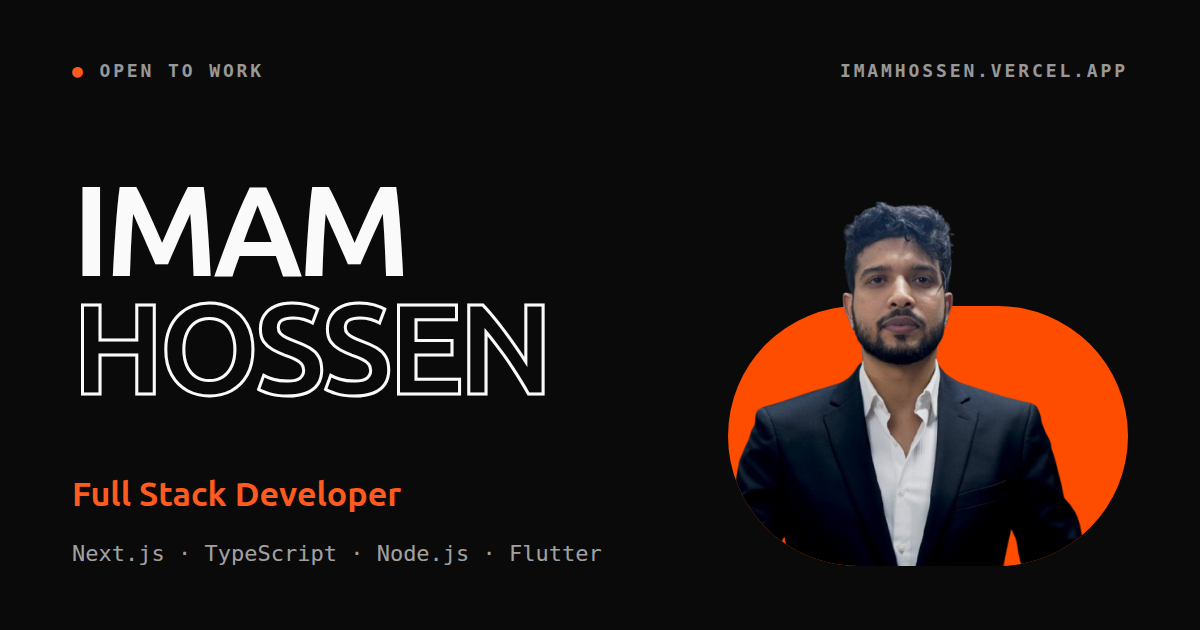 OPEN TO WORK
IMAMHOSSEN.VERCEL.APP
IMAM
HOSSEN
Full Stack Developer
Next.js · TypeScript · Node.js · Flutter